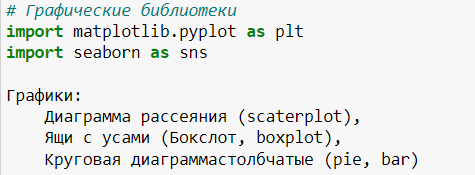 # Графические библиотеки
import matplotlib.pyplot as plt
import seaborn as sns
Графики:
Диаграмма рассеяния (scaterplot),
Ящи с усами (Бокслот, boxplot),
Круговая диаграммастолбчатые (pie, bar)